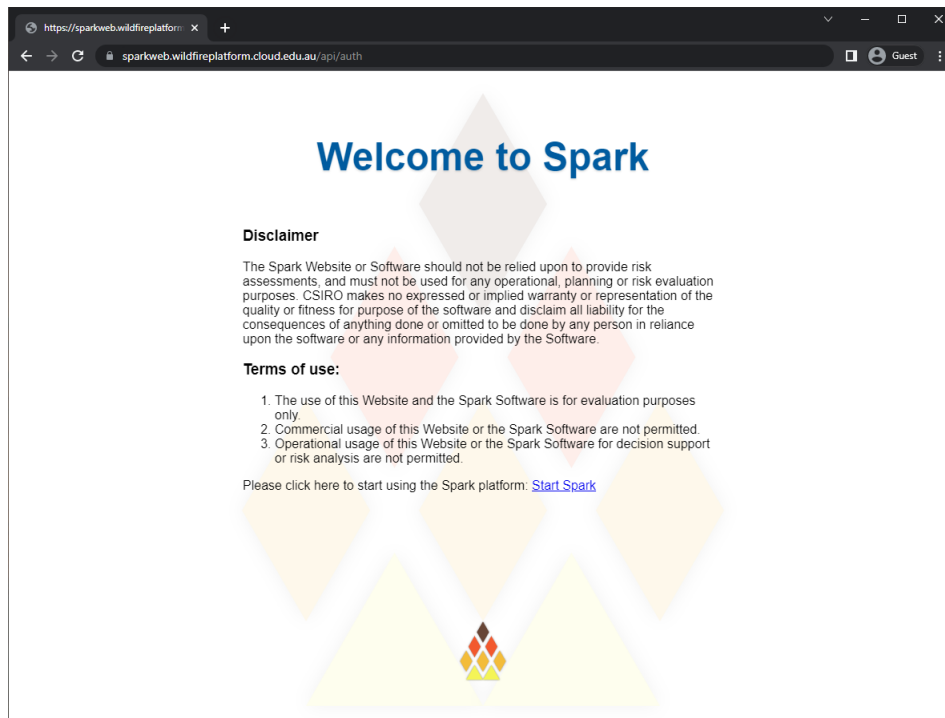 https://sparkweb.wildfireplatform
sparkweb.wildfireplatform.cloud.edu.au/api/auth
Guest
Welcome to Spark
Disclaimer
The Spark Website or Software should not be relied upon to provide risk
assessments, and must not be used for any operational, planning or risk evaluation
purposes. CSIRO makes no expressed or implied warranty or representation of the
quality or fitness for purpose of the software and disclaim all liability for the
consequences of anything done or omitted to be done by any person in reliance
upon the software or any information provided by the Software.
Terms of use:
1. The use of this Website and the Spark Software is for evaluation purposes
only.
2. Commercial usage of this Website or the Spark Software are not permitted.
3. Operational usage of this Website or the Spark Software for decision support
or risk analysis are not permitted.
Please click here to start using the Spark platform: Start Spark